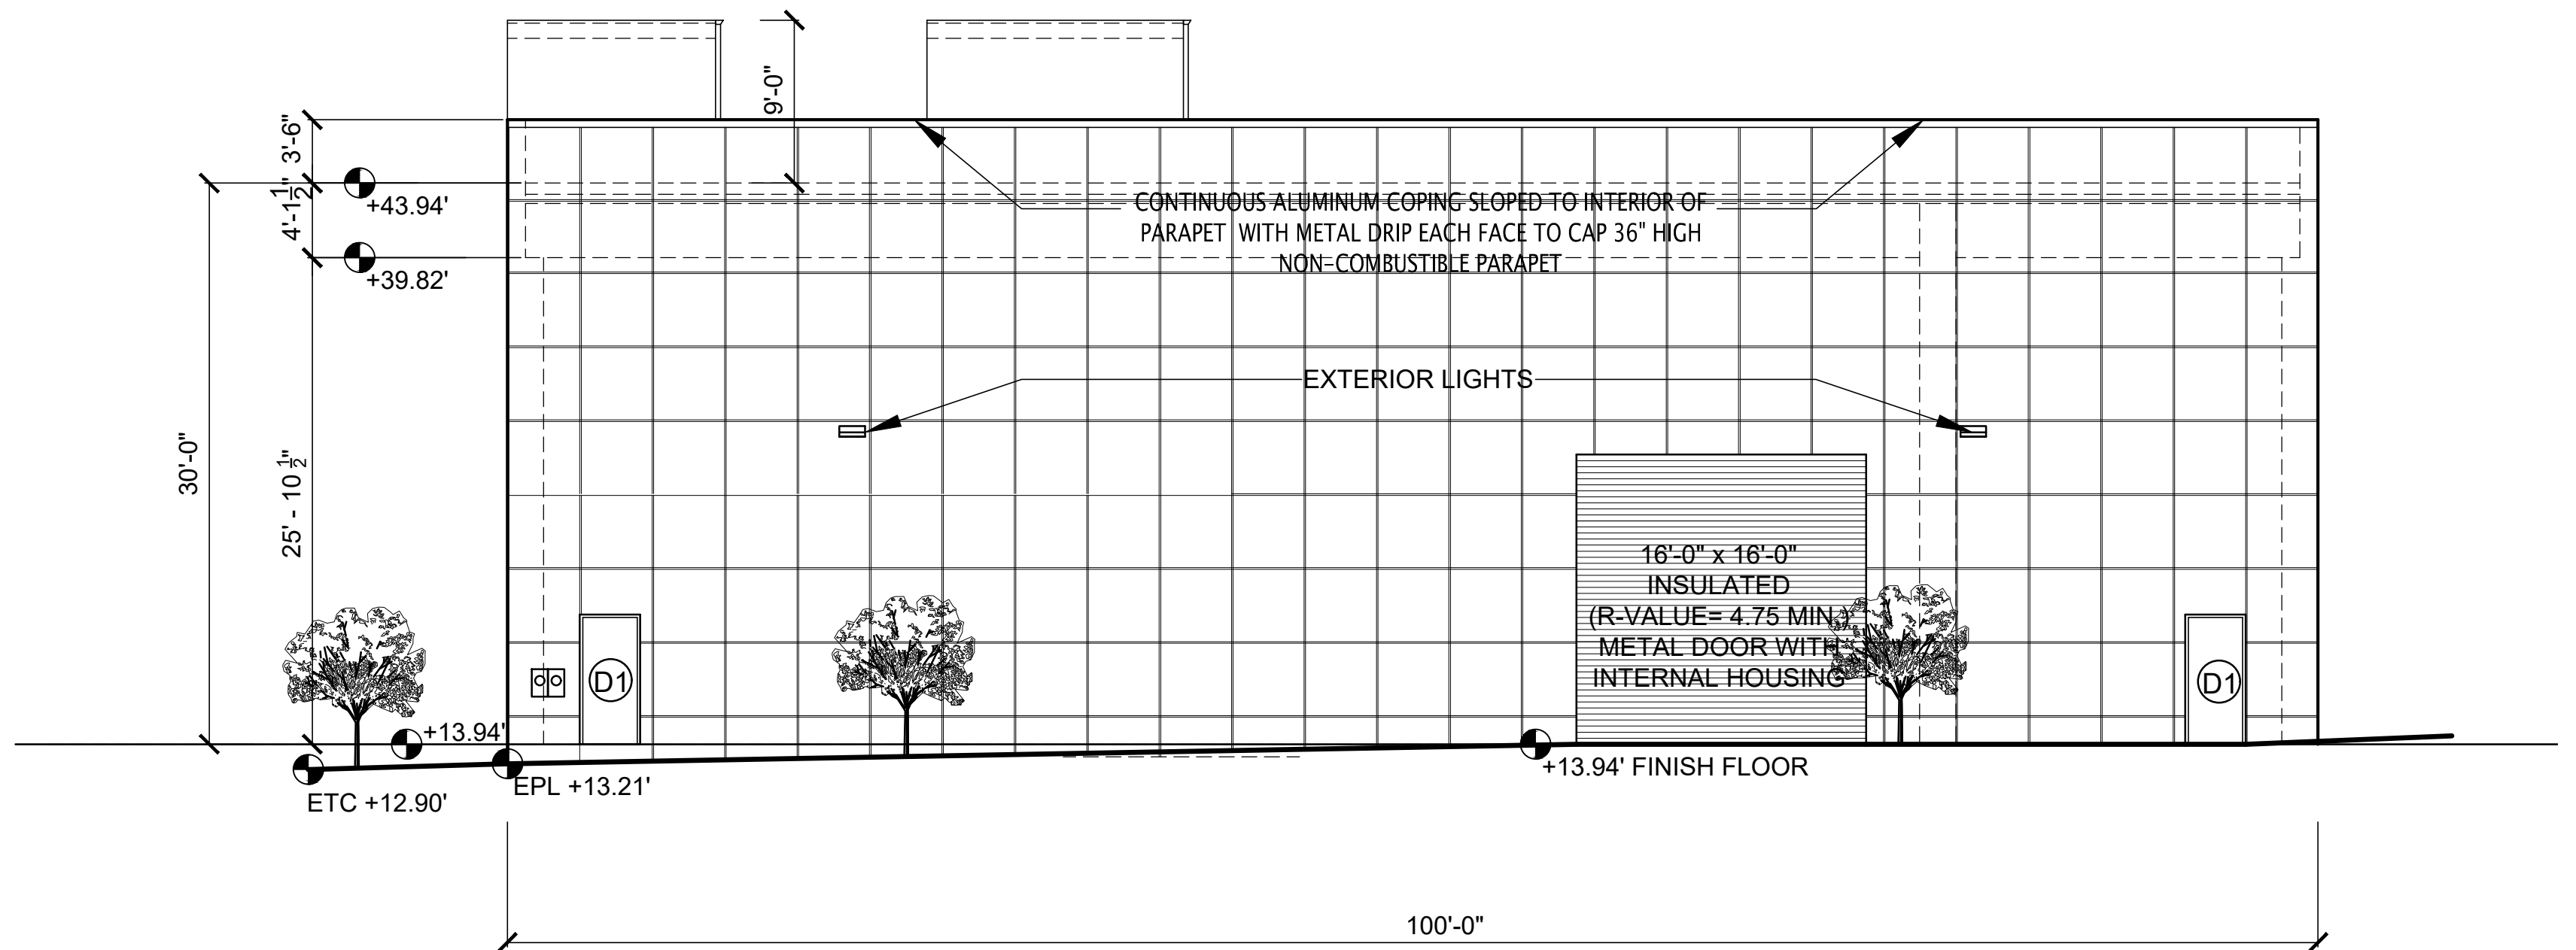 9'-0"
3'-6"
+43.94'
4'-1 1/2"
CONTINUOUS ALUMINUM COPING SLOPED TO INTERIOR OF
PARAPET WITH METAL DRIP EACH FACE TO CAP 36" HIGH
NON-COMBUSTIBLE PARAPET
+39.82'
EXTERIOR LIGHTS
30'-0"
25' - 10 1/2"
16'-0" x 16'-0"
INSULATED
(R-VALUE= 4.75 MIN.)
METAL DOOR WITH
INTERNAL HOUSING
D1
D1
+13.94'
+13.94' FINISH FLOOR
EPL +13.21'
ETC +12.90'
100'-0"